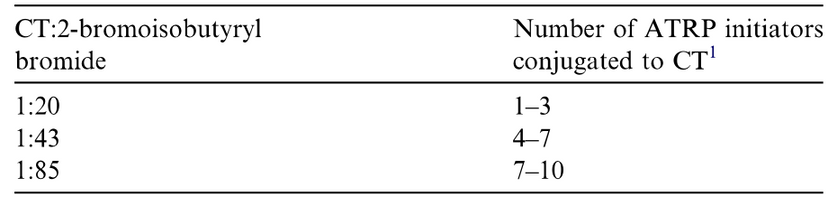 CT:2-bromoisobutyryl Number of ATRP initiators
bromide conjugated to CT¹
1:20 1–3
1:43 4–7
1:85 7–10